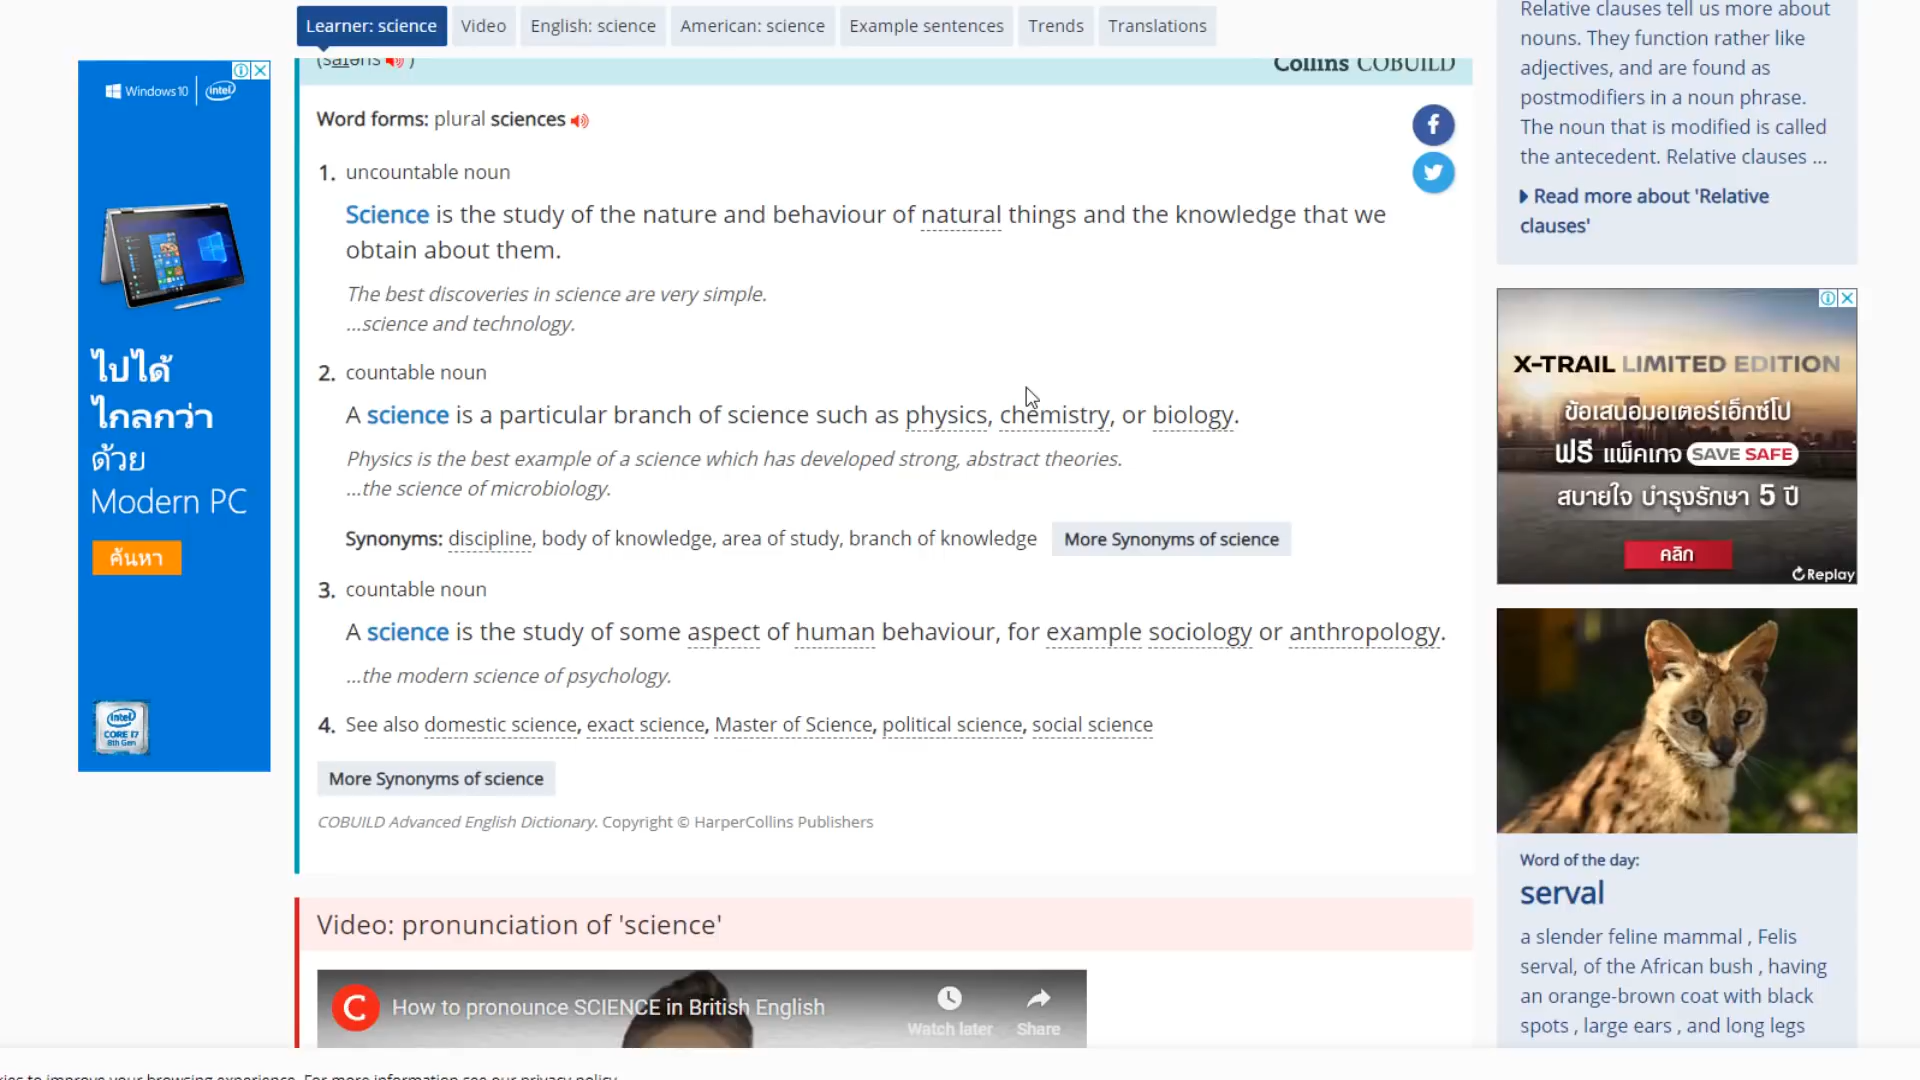 Learner: science
Video
English: science
American: science
Example sentences
Trends
Translations
Collins COBUILD
Word forms: plural sciences
1. uncountable noun
Science is the study of the nature and behaviour of natural things and the knowledge that we
obtain about them.
The best discoveries in science are very simple.
...science and technology.
2. countable noun
A science is a particular branch of science such as physics, chemistry, or biology.
Physics is the best example of a science which has developed strong, abstract theories.
...the science of microbiology.
Synonyms: discipline, body of knowledge, area of study, branch of knowledge
More Synonyms of science
3. countable noun
A science is the study of some aspect of human behaviour, for example sociology or anthropology.
...the modern science of psychology.
4. See also domestic science, exact science, Master of Science, political science, social science
More Synonyms of science
COBUILD Advanced English Dictionary. Copyright © HarperCollins Publishers
Video: pronunciation of 'science'
C
How to pronounce SCIENCE in British English
Watch later
Share
Windows 10
intel
ไปได้
ไกลกว่า
ด้วย
Modern PC
ค้นหา
intel
CORE i7
8th Gen
Relative clauses tell us more about
nouns. They function rather like
adjectives, and are found as
postmodifiers in a noun phrase.
The noun that is modified is called
the antecedent. Relative clauses ...
Read more about 'Relative
clauses'
X-TRAIL LIMITED EDITION
ข้อเสนอมอเตอร์เอ็กซ์โป
ฟรี แพ็คเกจ SAVE SAFE
สบายใจ บำรุงรักษา 5 ปี
คลิก
Replay
Word of the day:
serval
a slender feline mammal , Felis
serval, of the African bush , having
an orange-brown coat with black
spots , large ears , and long legs
kies to improve your browsing experience. For more information see our privacy policy.